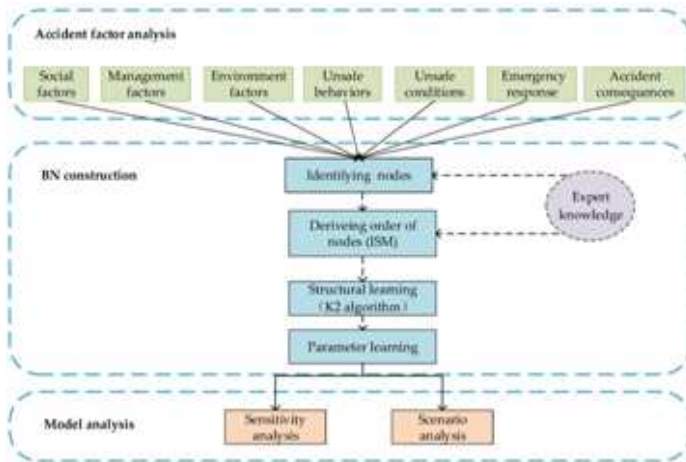 Accident factor analysis
Social
factors
Management
factors
Environment
factors
Unsafe
behaviors
Unsafe
conditions
Emergency
response
Accident
consequences
BN construction
Identifying nodes
Expert
knowledge
Deriveing order of
nodes (ISM)
Structural learning
(K2 algorithm)
Parameter learning
Model analysis
Sensitivity
analysis
Scenario
analysis